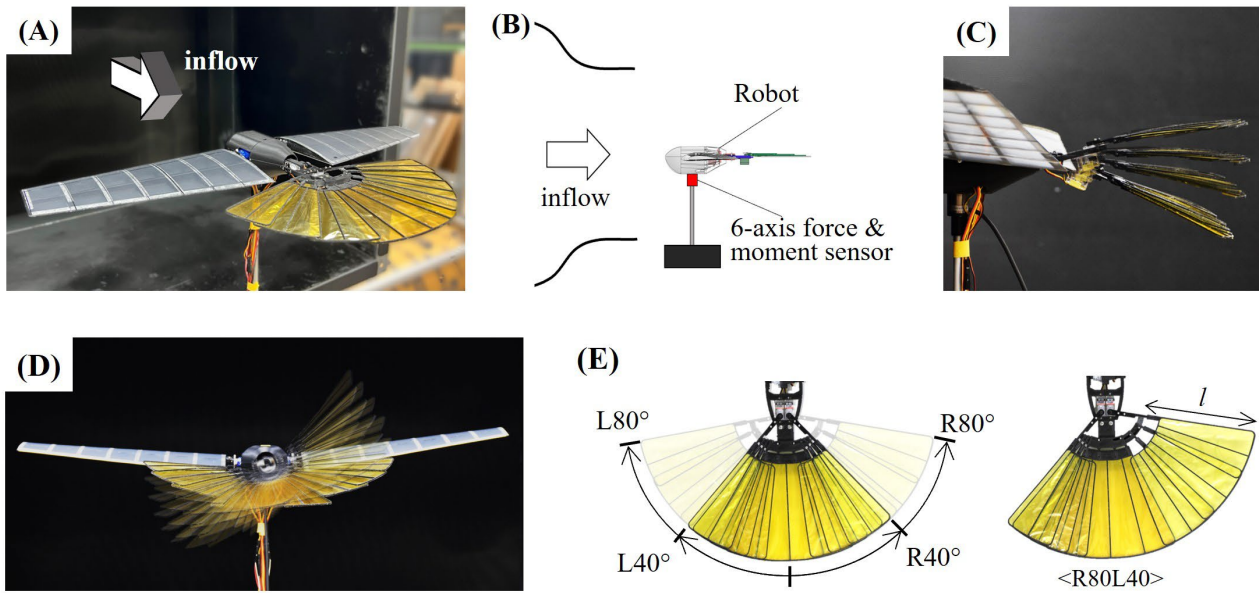 (A)
inflow
(B)
Robot
inflow
6-axis force &
moment sensor
(C)
(D)
(E)
L80°
R80°
L40°
R40°
l
<R80L40>